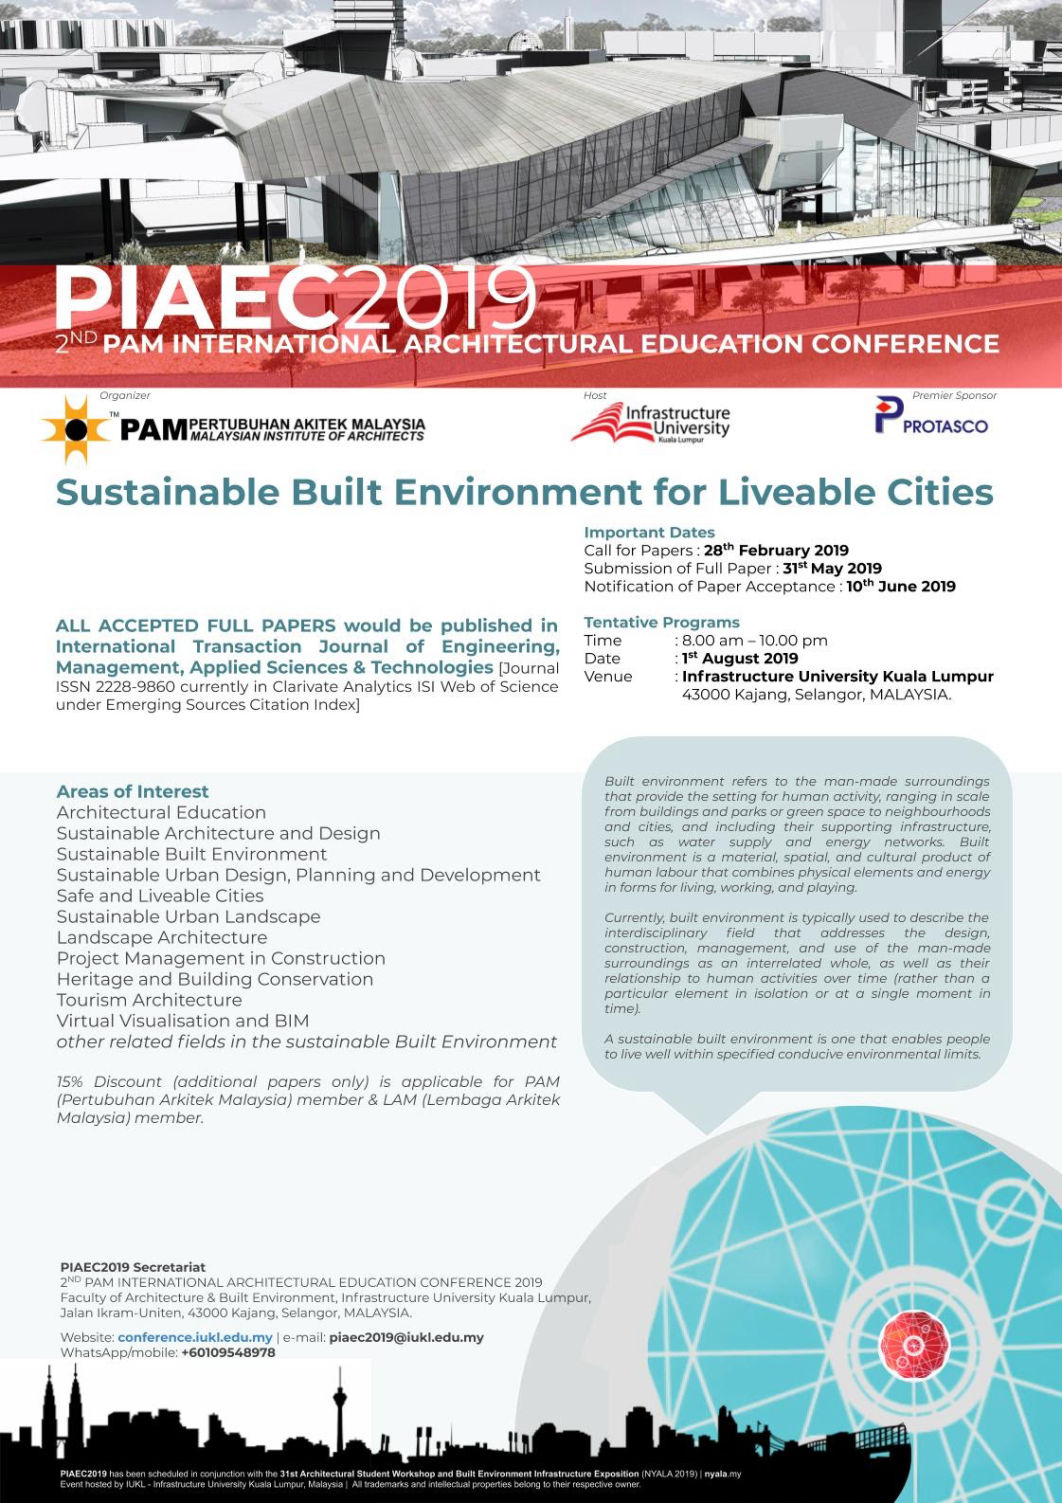 PIAEC2019
2ND PAM INTERNATIONAL ARCHITECTURAL EDUCATION CONFERENCE
Organizer
TM
PAM PERTUBUHAN AKITEK MALAYSIA
MALAYSIAN INSTITUTE OF ARCHITECTS
Host
Infrastructure
University
Kuala Lumpur
Premier Sponsor
PROTASCO
Sustainable Built Environment for Liveable Cities
Important Dates
Call for Papers : 28th February 2019
Submission of Full Paper : 31st May 2019
Notification of Paper Acceptance : 10th June 2019
ALL ACCEPTED FULL PAPERS would be published in
International Transaction Journal of Engineering,
Management, Applied Sciences & Technologies [Journal
ISSN 2228-9860 currently in Clarivate Analytics ISI Web of Science
under Emerging Sources Citation Index]
Tentative Programs
Time : 8.00 am – 10.00 pm
Date : 1st August 2019
Venue : Infrastructure University Kuala Lumpur
43000 Kajang, Selangor, MALAYSIA.
Areas of Interest
Architectural Education
Sustainable Architecture and Design
Sustainable Built Environment
Sustainable Urban Design, Planning and Development
Safe and Liveable Cities
Sustainable Urban Landscape
Landscape Architecture
Project Management in Construction
Heritage and Building Conservation
Tourism Architecture
Virtual Visualisation and BIM
other related fields in the sustainable Built Environment
15% Discount (additional papers only) is applicable for PAM
(Pertubuhan Arkitek Malaysia) member & LAM (Lembaga Arkitek
Malaysia) member.
Built environment refers to the man-made surroundings
that provide the setting for human activity, ranging in scale
from buildings and parks or green space to neighbourhoods
and cities, and including their supporting infrastructure,
such as water supply and energy networks. Built
environment is a material, spatial, and cultural product of
human labour that combines physical elements and energy
in forms for living, working, and playing.
Currently, built environment is typically used to describe the
interdisciplinary field that addresses the design,
construction, management, and use of the man-made
surroundings as an interrelated whole, as well as their
relationship to human activities over time (rather than a
particular element in isolation or at a single moment in
time).
A sustainable built environment is one that enables people
to live well within specified conducive environmental limits.
PIAEC2019 Secretariat
2ND PAM INTERNATIONAL ARCHITECTURAL EDUCATION CONFERENCE 2019
Faculty of Architecture & Built Environment, Infrastructure University Kuala Lumpur,
Jalan Ikram-Uniten, 43000 Kajang, Selangor, MALAYSIA.
Website: conference.iukl.edu.my | e-mail: piaec2019@iukl.edu.my
WhatsApp/mobile: +60109548978
PIAEC2019 has been scheduled in conjunction with the 31st Architectural Student Workshop and Built Environment Infrastructure Exposition (NYALA 2019) | nyala.my
Event hosted by IUKL - Infrastructure University Kuala Lumpur, Malaysia | All trademarks and intellectual properties belong to their respective owner.